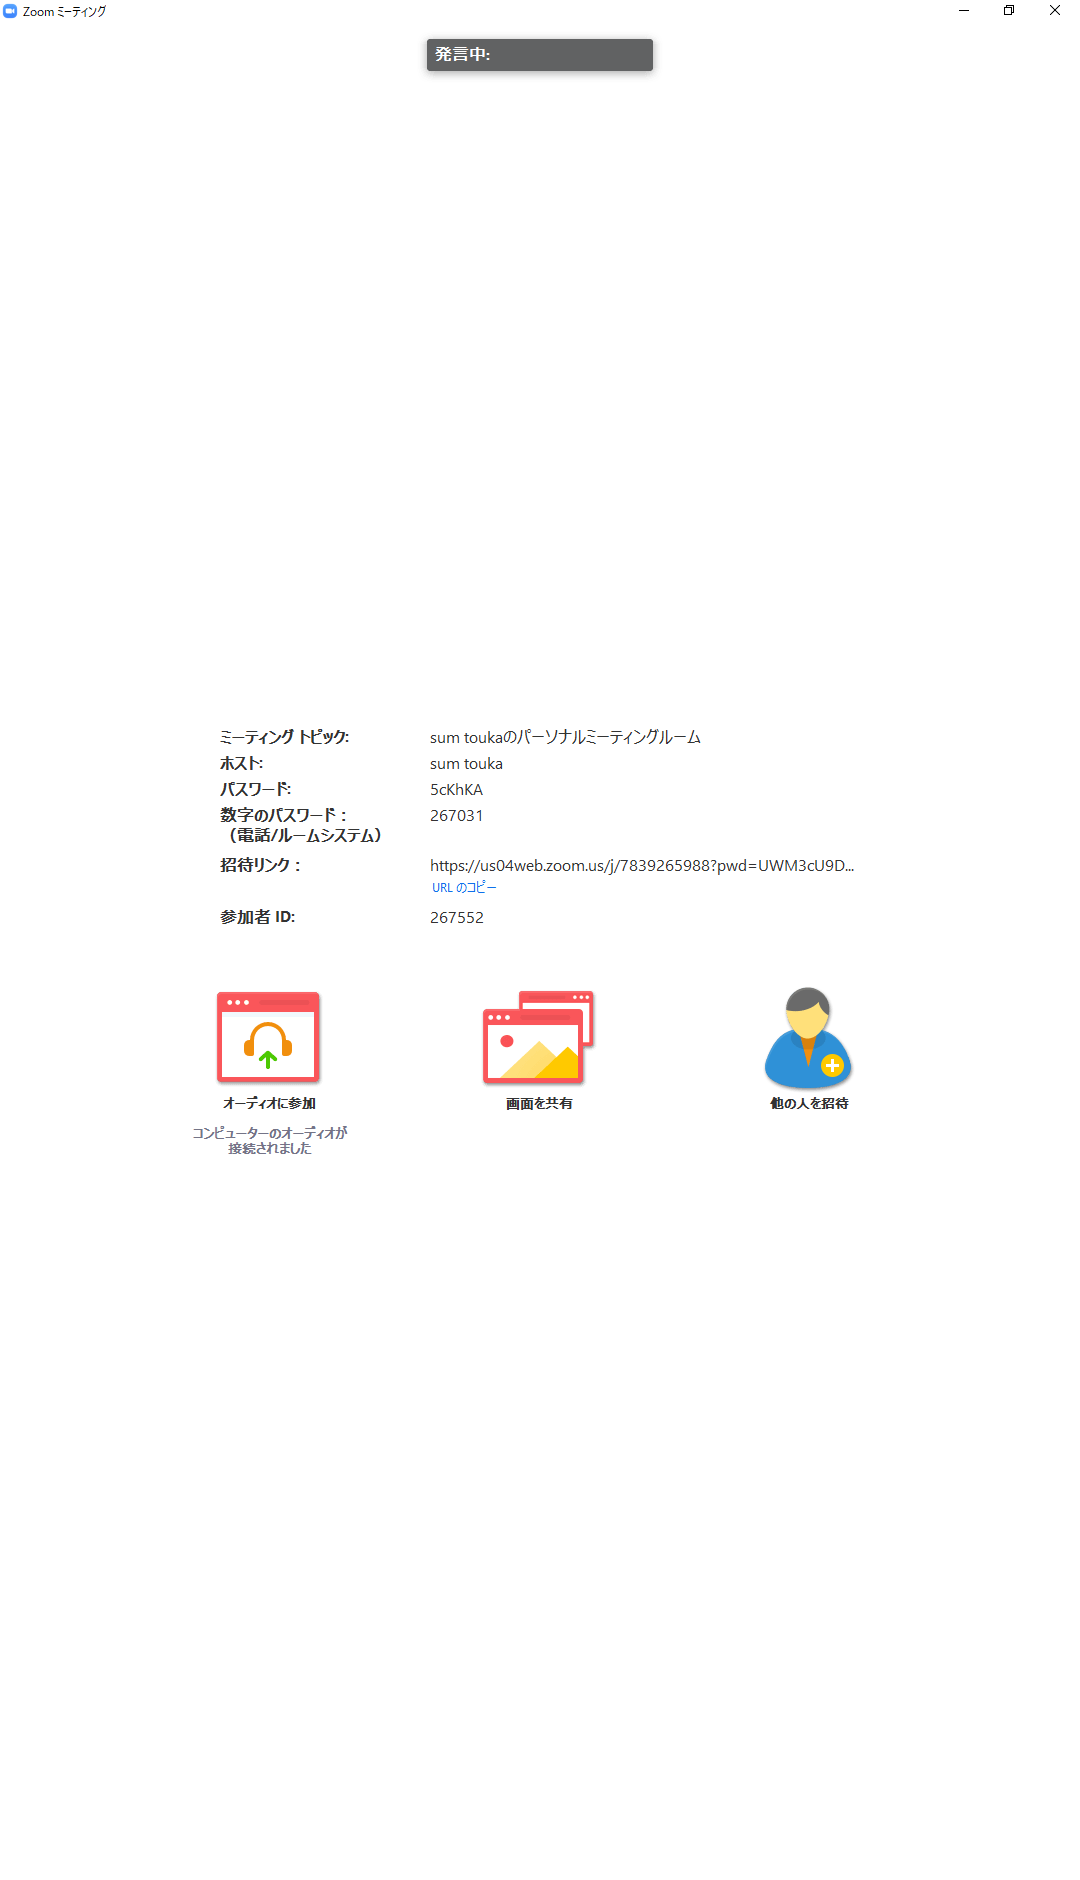 Zoom ミーティング
発言中:
ミーティング トピック: sum toukaのパーソナルミーティングルーム
ホスト: sum touka
パスワード: 5cKhKA
数字のパスワード： 267031
（電話/ルームシステム）
招待リンク： https://us04web.zoom.us/j/7839265988?pwd=UWM3cU9D...
URL のコピー
参加者 ID: 267552
オーディオに参加 画面を共有 他の人を招待
コンピューターのオーディオが
接続されました